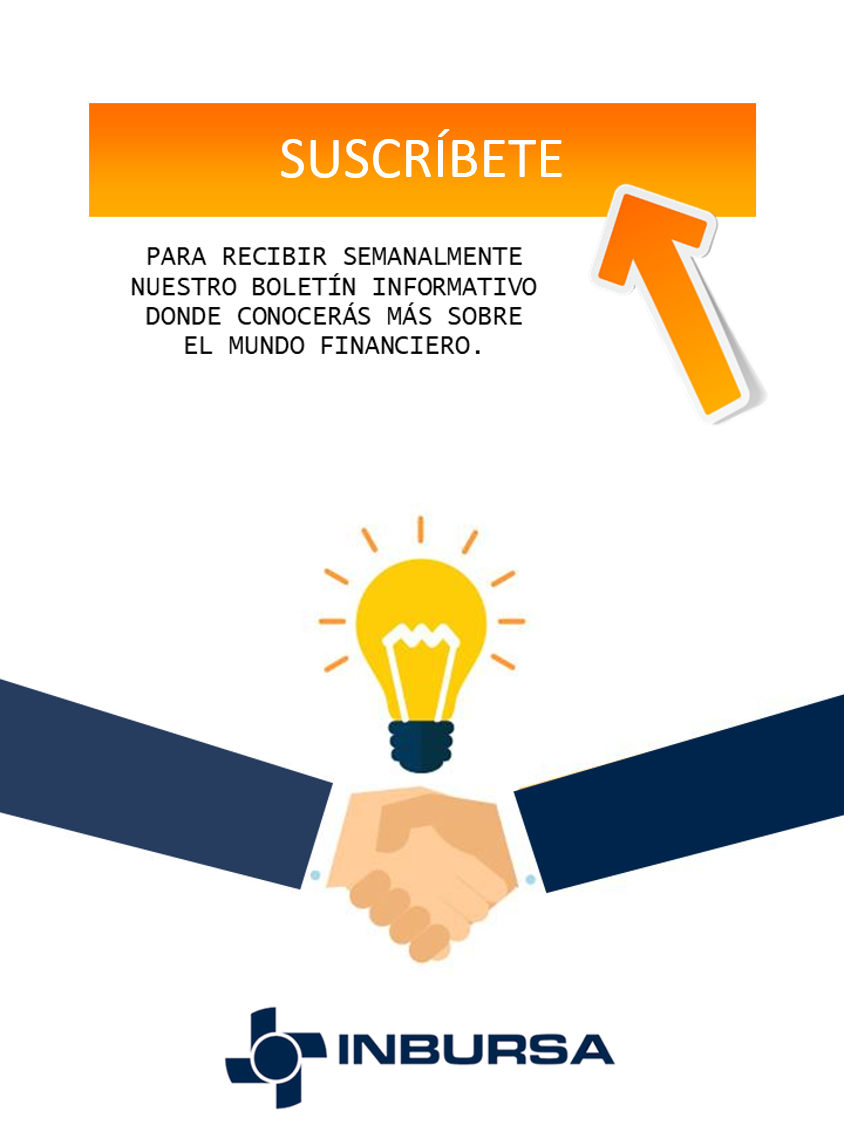 SUSCRÍBETE
PARA RECIBIR SEMANALMENTE
NUESTRO BOLETÍN INFORMATIVO
DONDE CONOCERÁS MÁS SOBRE
EL MUNDO FINANCIERO.
INBURSA